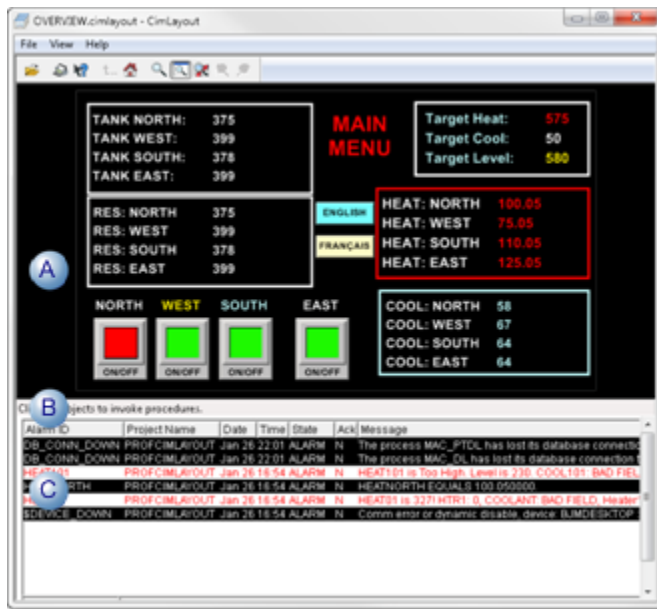 OVERVIEW.cimlayout - CimLayout
File View Help
TANK NORTH: 375
TANK WEST: 399
TANK SOUTH: 378
TANK EAST: 399
MAIN
MENU
Target Heat: 575
Target Cool: 50
Target Level: 580
RES: NORTH 375
RES: WEST 399
RES: SOUTH 378
RES: EAST 399
ENGLISH
FRANÇAIS
HEAT: NORTH 100.05
HEAT: WEST 75.05
HEAT: SOUTH 110.05
HEAT: EAST 125.05
A
NORTH WEST SOUTH EAST
ON/OFF ON/OFF ON/OFF ON/OFF
COOL: NORTH 58
COOL: WEST 67
COOL: SOUTH 64
COOL: EAST 64
B
to invoke procedures.
Alarm ID Project Name Date Time State Ack Message
DB_CONN_DOWN PROFCIMLAYOUT Jan 26 22:01 ALARM N The process MAC_PTDL has lost its database connectio
DB_CONN_DOWN PROFCIMLAYOUT Jan 26 22:01 ALARM N The process MAC_DL has lost its database connection t
HEAT101 PROFCIMLAYOUT Jan 26 16:54 ALARM N HEAT101 is Too High. Level is 230. COOL101: BAD FIEL
C
PROFCIMLAYOUT Jan 26 16:54 ALARM N HEATNORTH EQUALS 100.050000.
PROFCIMLAYOUT Jan 26 16:54 ALARM N HEAT01 is 327! HTR1: 0, COOLANT: BAD FIELD, Heater
$DEVICE_DOWN PROFCIMLAYOUT Jan 26 16:54 ALARM N Comm error or dynamic disable, device: BJMDESKTOP